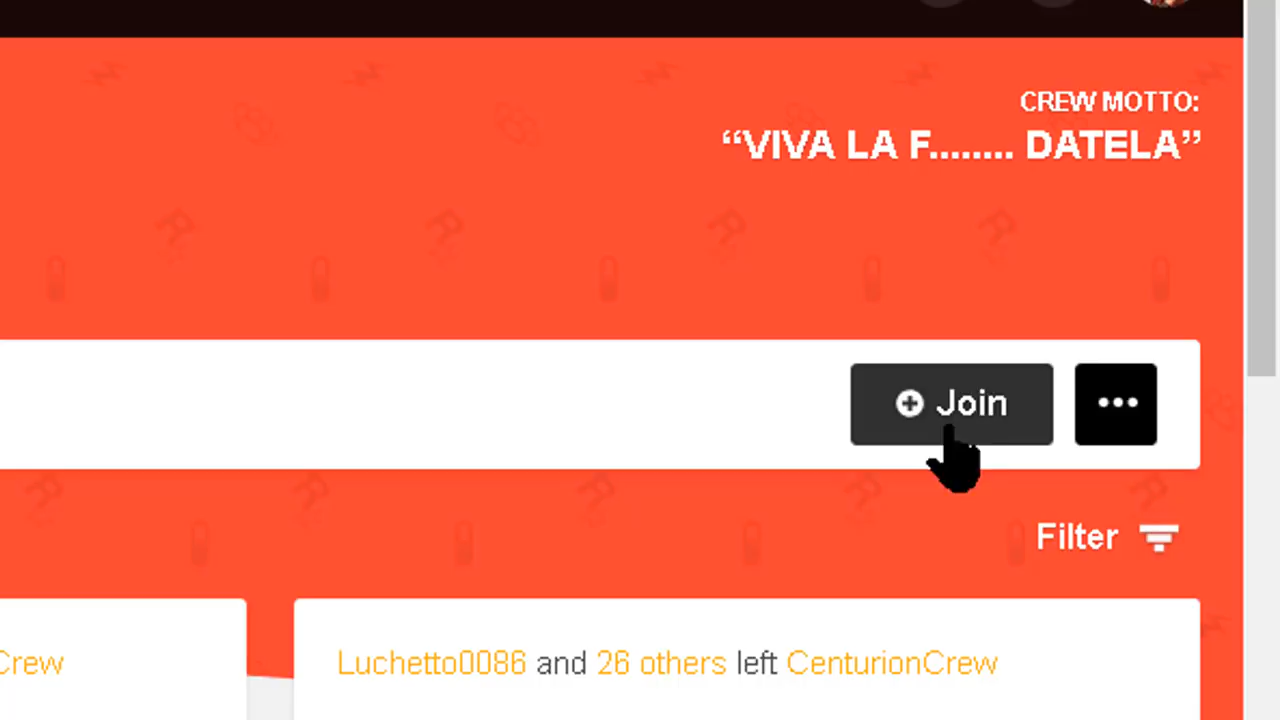 CREW MOTTO:
“VIVA LA F........ DATELA”
Join
Filter
Crew
Luchetto0086 and 26 others left CenturionCrew